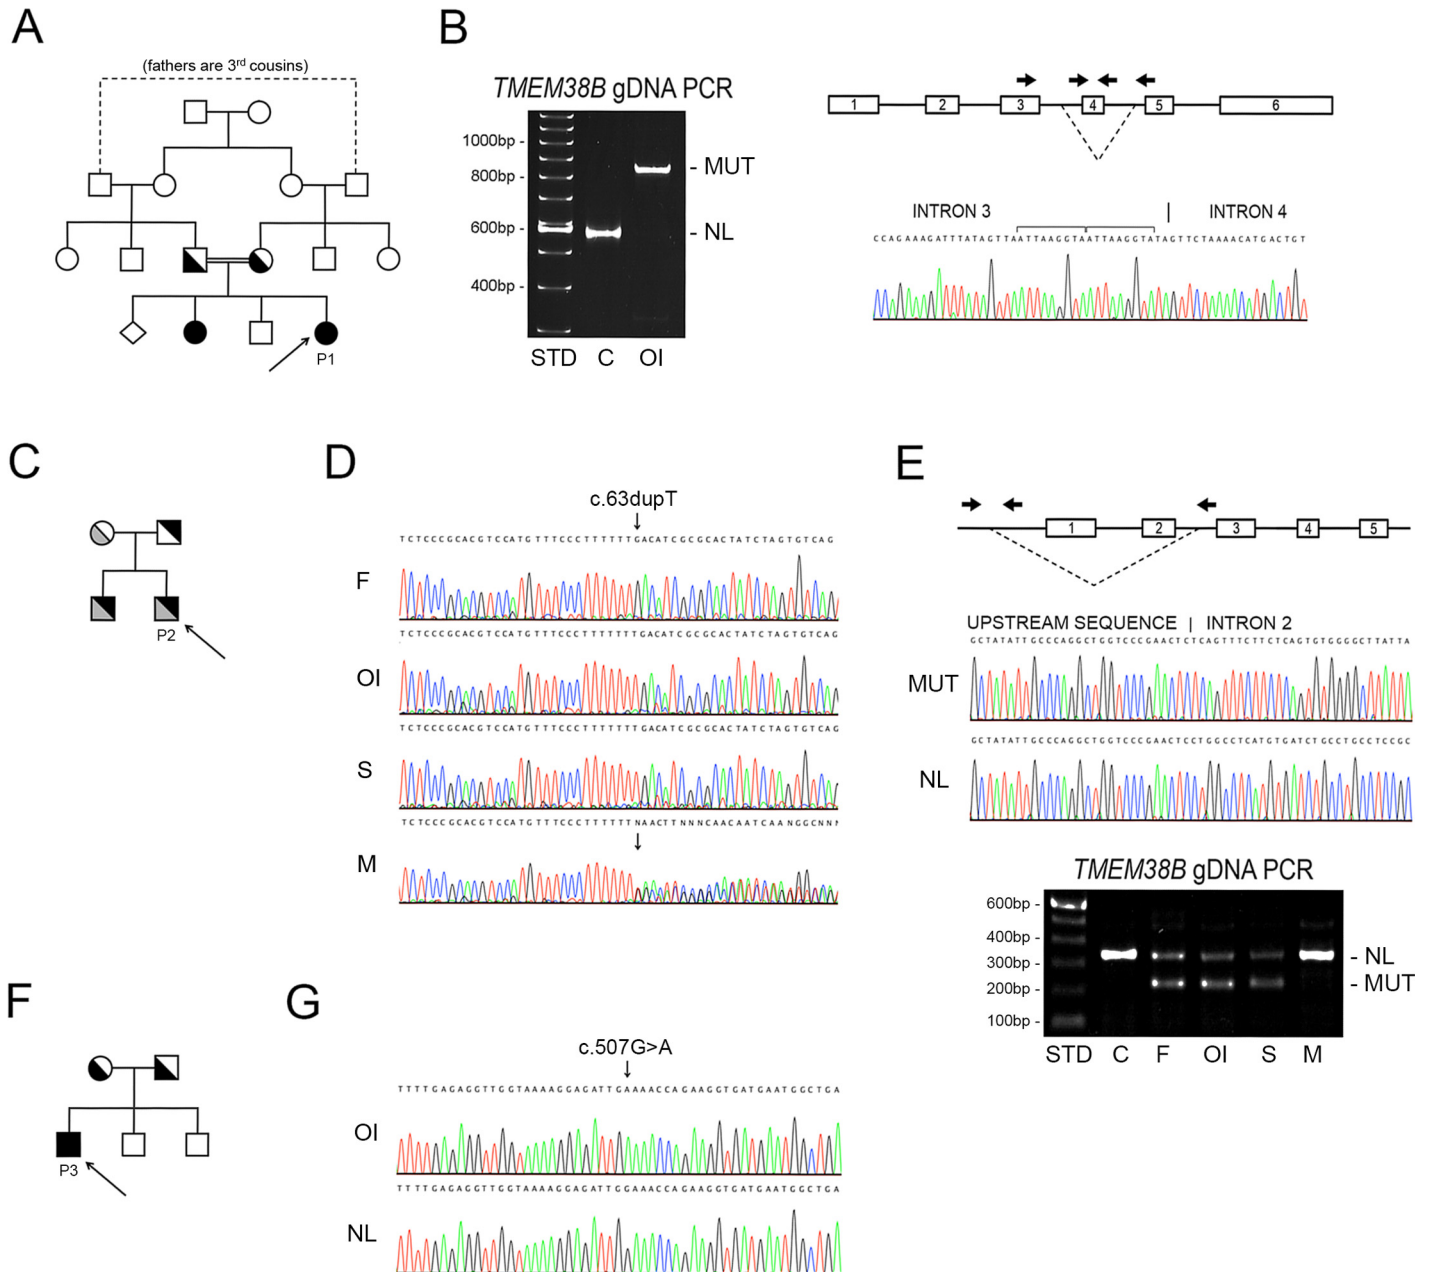 A
(fathers are 3rd cousins)
P1
B
TMEM38B gDNA PCR
1000bp -
800bp -
600bp -
400bp -
- MUT
- NL
STD C OI
1 2 3 4 5 6
INTRON 3 | INTRON 4
CCAGAAAGATTTATAGTTAATTAAGGTAATTAAGGTATAGTTCTAAAACATGACTGT
C
P2
D
c.63dupT
TCTCCCGCACGTCCATGTTTCCCTTTTTTGACATCGCGCACTATCTAGTGTCAG
F
TCTCCCGCACGTCCATGTTTCCCTTTTTTTGACATCGCGCACTATCTAGTGTCAG
OI
TCTCCCGCACGTCCATGTTTCCCTTTTTTTGACATCGCGCACTATCTAGTGTCAG
S
TCTCCCGCACGTCCATGTTTCCCTTTTTTNAACTTNNNCAACAATCAANGGCNNN
M
E
1 2 3 4 5
UPSTREAM SEQUENCE | INTRON 2
GCTATATTGCCCAGGCTGGTCCCGAACTCTCAGTTTCTTCTCAGTGTGGGGCTTATTA
MUT
GCTATATTGCCCAGGCTGGTCCCGAACTCCTGGCCTCATGTGATCTGCCTGCCTCCGC
NL
TMEM38B gDNA PCR
600bp -
400bp -
300bp -
200bp -
100bp -
- NL
- MUT
STD C F OI S M
F
P3
G
c.507G>A
TTTTGAGAGGTTGGTAAAAGGAGATTGAAAACCAGAAGGTGATGAATGGCTGA
OI
TTTTGAGAGGTTGGTAAAAGGAGATTGGAAACCAGAAGGTGATGAATGGCTGA
NL